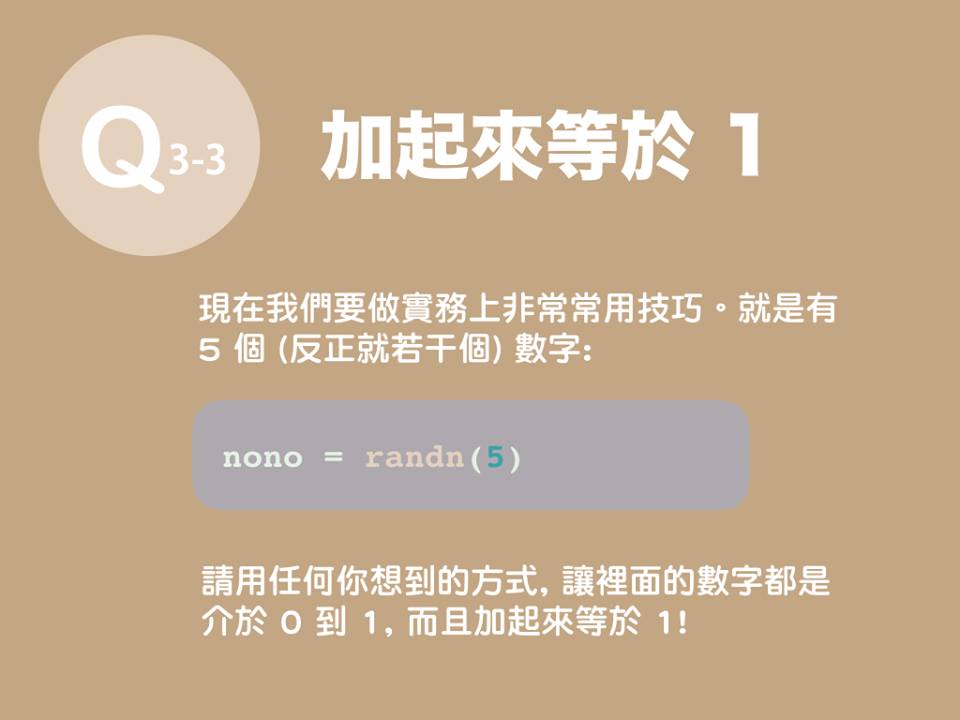 Q3-3
加起來等於 1
現在我們要做實務上非常常用技巧。就是有
5 個 (反正就若干個) 數字:
nono = randn(5)
請用任何你想到的方式, 讓裡面的數字都是
介於 0 到 1, 而且加起來等於 1!